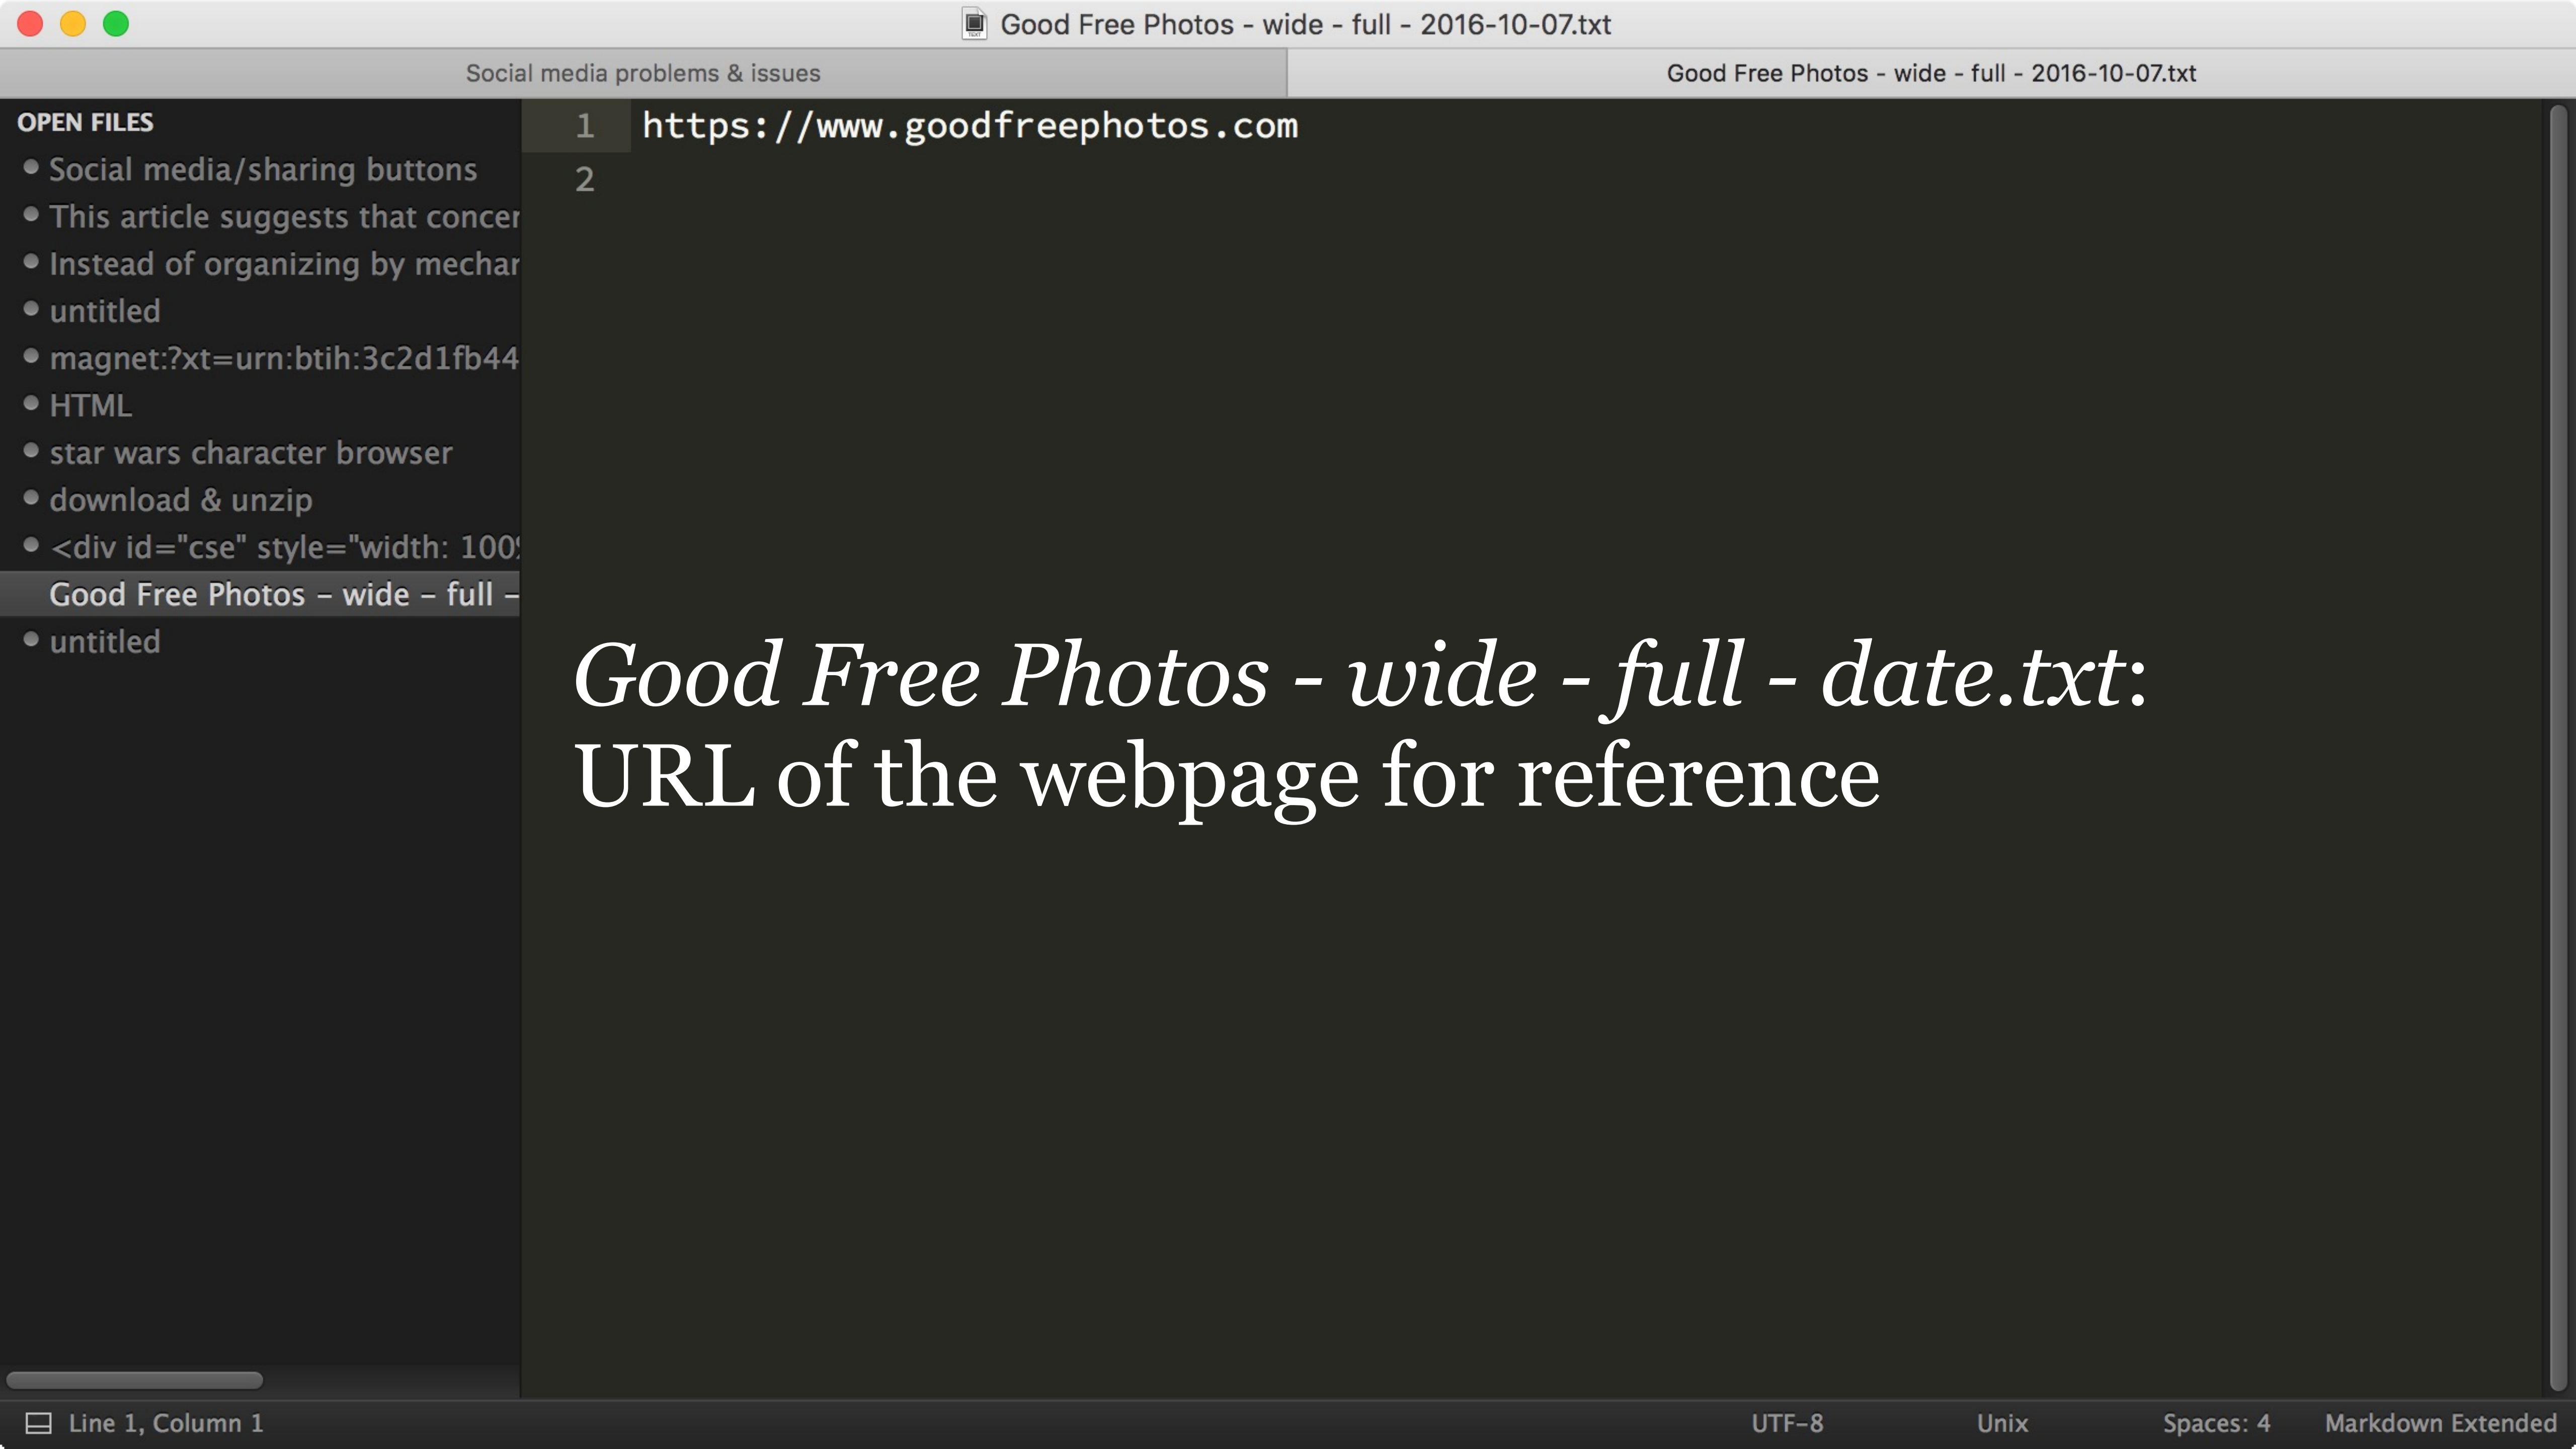 Good Free Photos - wide - full - 2016-10-07.txt
Social media problems & issues
Good Free Photos - wide - full - 2016-10-07.txt
OPEN FILES
Social media/sharing buttons
This article suggests that concer
Instead of organizing by mechar
untitled
magnet:?xt=urn:btih:3c2d1fb44
HTML
star wars character browser
download & unzip
<div id="cse" style="width: 100%
Good Free Photos – wide – full –
untitled
1 https://www.goodfreephotos.com
2
Good Free Photos - wide - full - date.txt:
URL of the webpage for reference
Line 1, Column 1
UTF-8
Unix
Spaces: 4
Markdown Extended